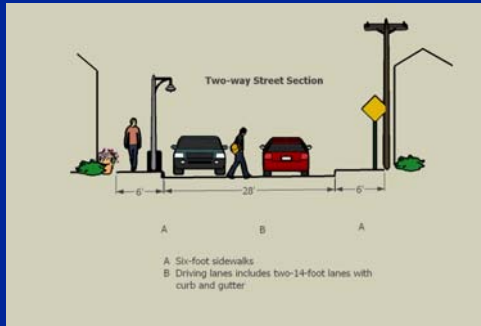 Two-way Street Section
6' 28' 6'
A B A
A Six-foot sidewalks
B Driving lanes includes two-14-foot lanes with
curb and gutter